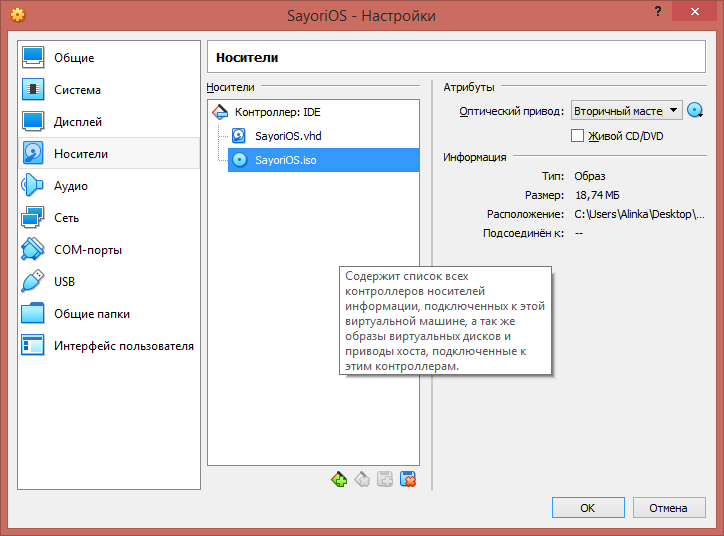 SayoriOS - Настройки
?
Общие
Система
Дисплей
Носители
Аудио
Сеть
COM-порты
USB
Общие папки
Интерфейс пользователя
Носители
Носители
Контроллер: IDE
SayoriOS.vhd
SayoriOS.iso
Атрибуты
Оптический привод: Вторичный масте
Живой CD/DVD
Информация
Тип: Образ
Размер: 18,74 МБ
Расположение: C:\Users\Alinka\Desktop\...
Подсоединён к: --
Содержит список всех
контроллеров носителей
информации, подключенных к этой
виртуальной машине, а так же
образы виртуальных дисков и
приводы хоста, подключенные к
этим контроллерам.
OK
Отмена